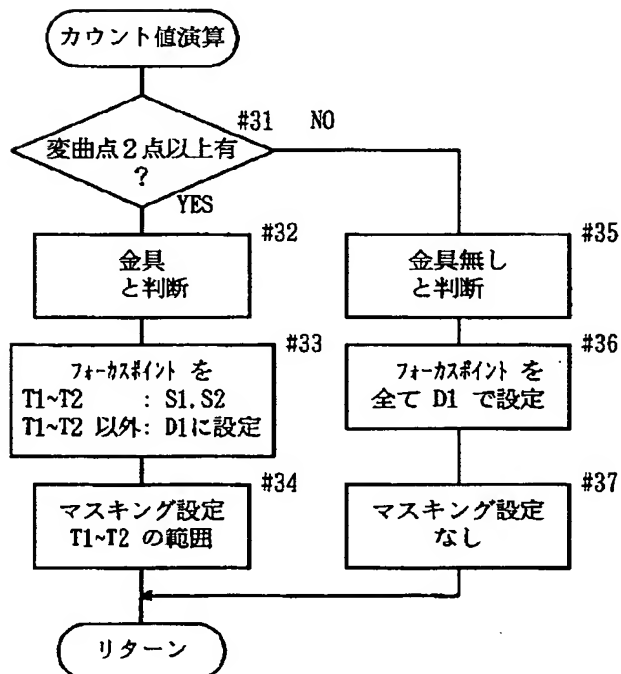 カウント値演算
#31
NO
変曲点2点以上有
?
YES
#32
金具
と判断
#33
フォーカスポイント を
T1~T2 : S1,S2
T1~T2 以外: D1に設定
#34
マスキング設定
T1~T2 の範囲
#35
金具無し
と判断
#36
フォーカスポイント を
全て D1 で設定
#37
マスキング設定
なし
リターン